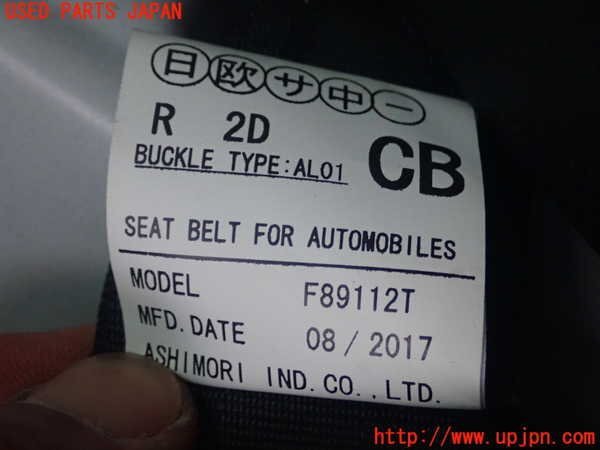 USED PARTS JAPAN
日欧サ中一
R 2D
BUCKLE TYPE:AL01
CB
SEAT BELT FOR AUTOMOBILES
MODEL F89112T
MFD.DATE 08/2017
ASHIMORI IND.CO.,LTD.
http://www.upjpn.com